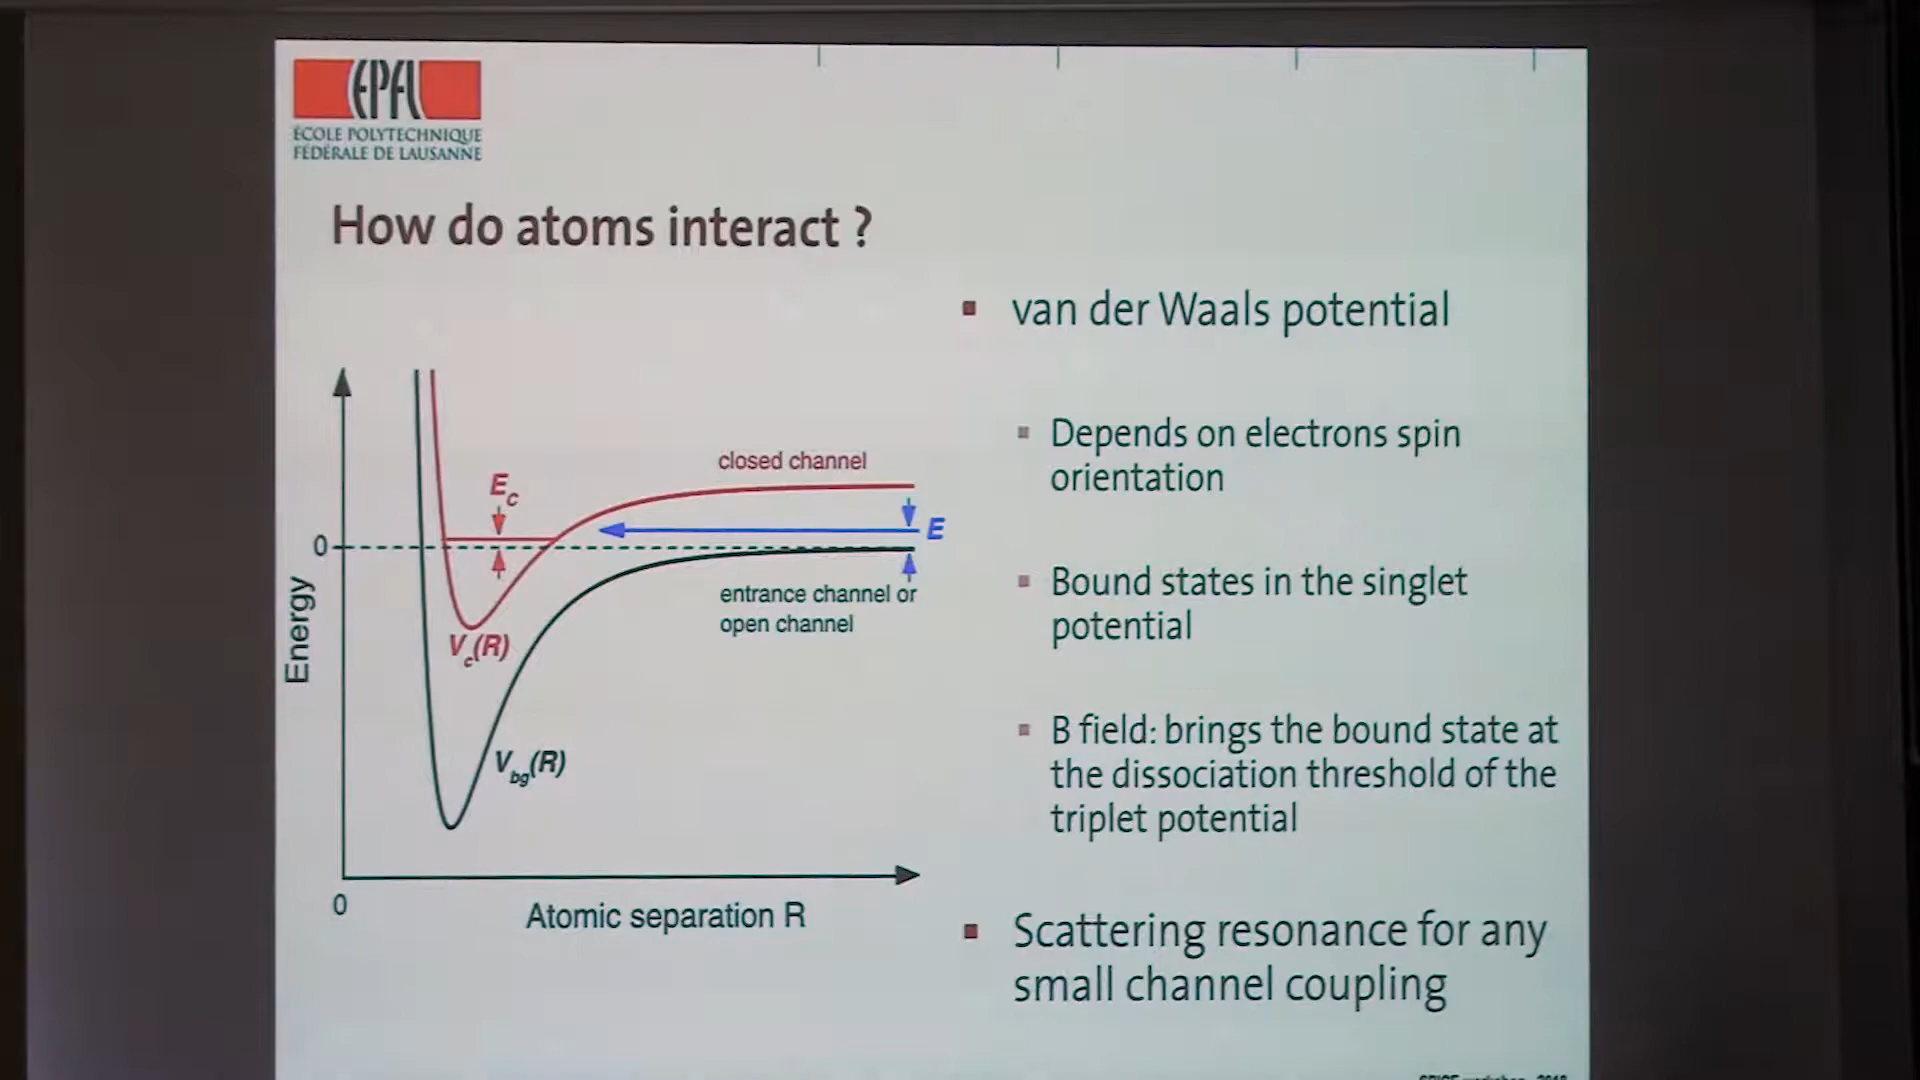 EPFL
ÉCOLE POLYTECHNIQUE
FÉDÉRALE DE LAUSANNE
How do atoms interact ?
van der Waals potential
Depends on electrons spin
orientation
Bound states in the singlet
potential
B field: brings the bound state at
the dissociation threshold of the
triplet potential
Scattering resonance for any
small channel coupling
closed channel
Ec
E
0
entrance channel or
open channel
Vc(R)
Vbg(R)
Energy
0
Atomic separation R